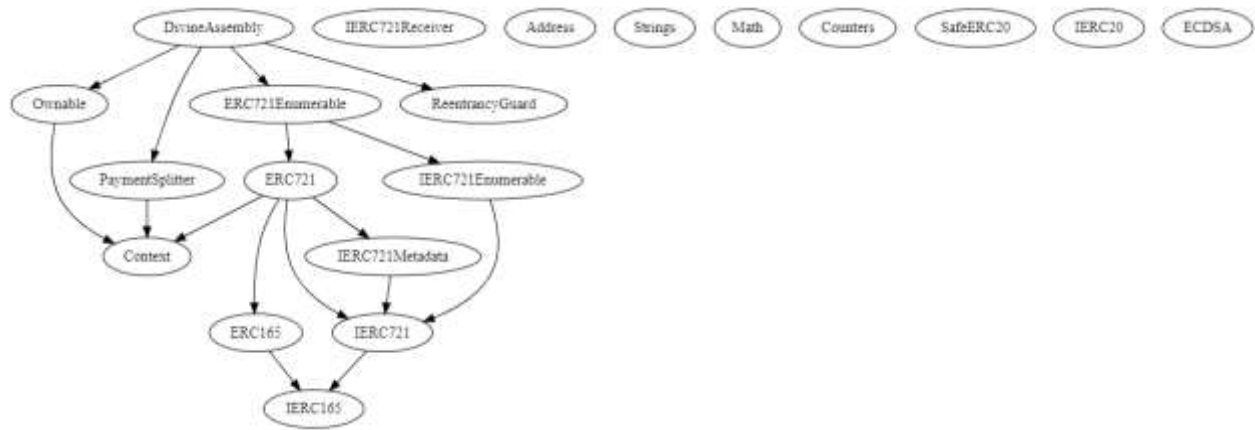 DivineAssembly
IERC721Receiver
Address
Strings
Math
Counters
SafeERC20
IERC20
ECDSA
Ownable
ERC721Enumerable
ReentrancyGuard
PaymentSplitter
ERC721
IERC721Enumerable
Context
IERC721Metadata
ERC165
IERC721
IERC165